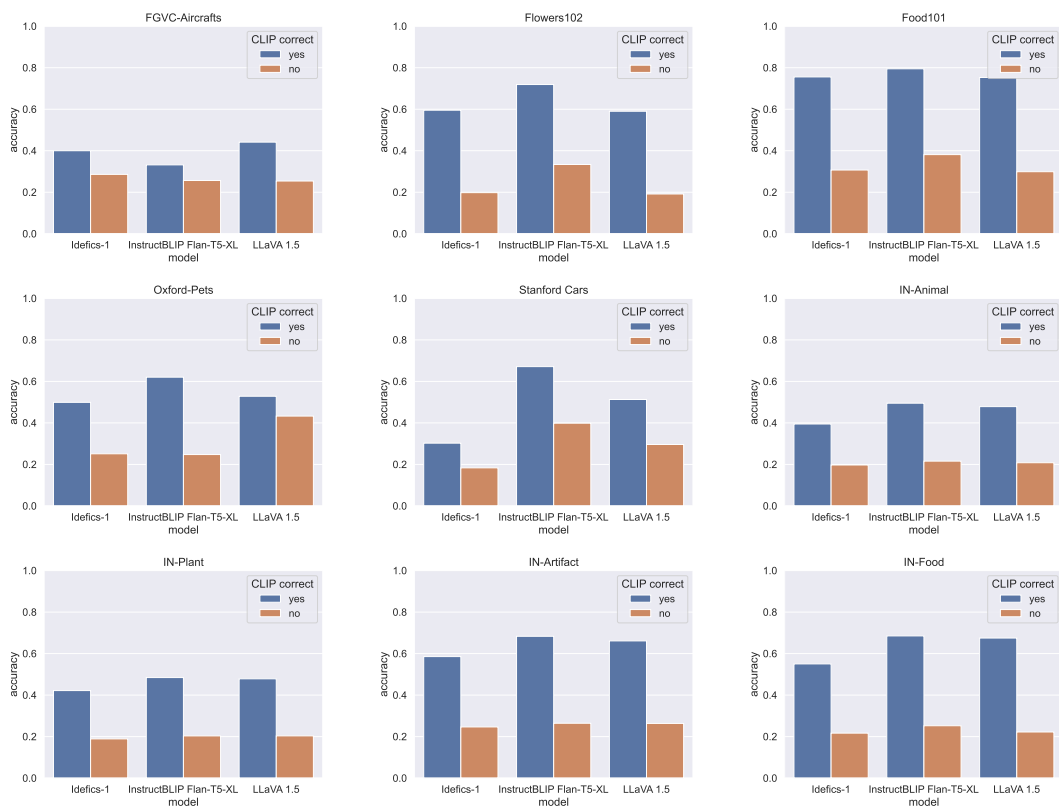 FGVC-Aircrafts
1.0
0.8
0.6
0.4
0.2
0.0
accuracy
CLIP correct
yes
no
Idefics-1 InstructBLIP Flan-T5-XL LLaVA 1.5
model
Flowers102
1.0
0.8
0.6
0.4
0.2
0.0
accuracy
CLIP correct
yes
no
Idefics-1 InstructBLIP Flan-T5-XL LLaVA 1.5
model
Food101
1.0
0.8
0.6
0.4
0.2
0.0
accuracy
CLIP correct
yes
no
Idefics-1 InstructBLIP Flan-T5-XL LLaVA 1.5
model
Oxford-Pets
1.0
0.8
0.6
0.4
0.2
0.0
accuracy
CLIP correct
yes
no
Idefics-1 InstructBLIP Flan-T5-XL LLaVA 1.5
model
Stanford Cars
1.0
0.8
0.6
0.4
0.2
0.0
accuracy
CLIP correct
yes
no
Idefics-1 InstructBLIP Flan-T5-XL LLaVA 1.5
model
IN-Animal
1.0
0.8
0.6
0.4
0.2
0.0
accuracy
CLIP correct
yes
no
Idefics-1 InstructBLIP Flan-T5-XL LLaVA 1.5
model
IN-Plant
1.0
0.8
0.6
0.4
0.2
0.0
accuracy
CLIP correct
yes
no
Idefics-1 InstructBLIP Flan-T5-XL LLaVA 1.5
model
IN-Artifact
1.0
0.8
0.6
0.4
0.2
0.0
accuracy
CLIP correct
yes
no
Idefics-1 InstructBLIP Flan-T5-XL LLaVA 1.5
model
IN-Food
1.0
0.8
0.6
0.4
0.2
0.0
accuracy
CLIP correct
yes
no
Idefics-1 InstructBLIP Flan-T5-XL LLaVA 1.5
model